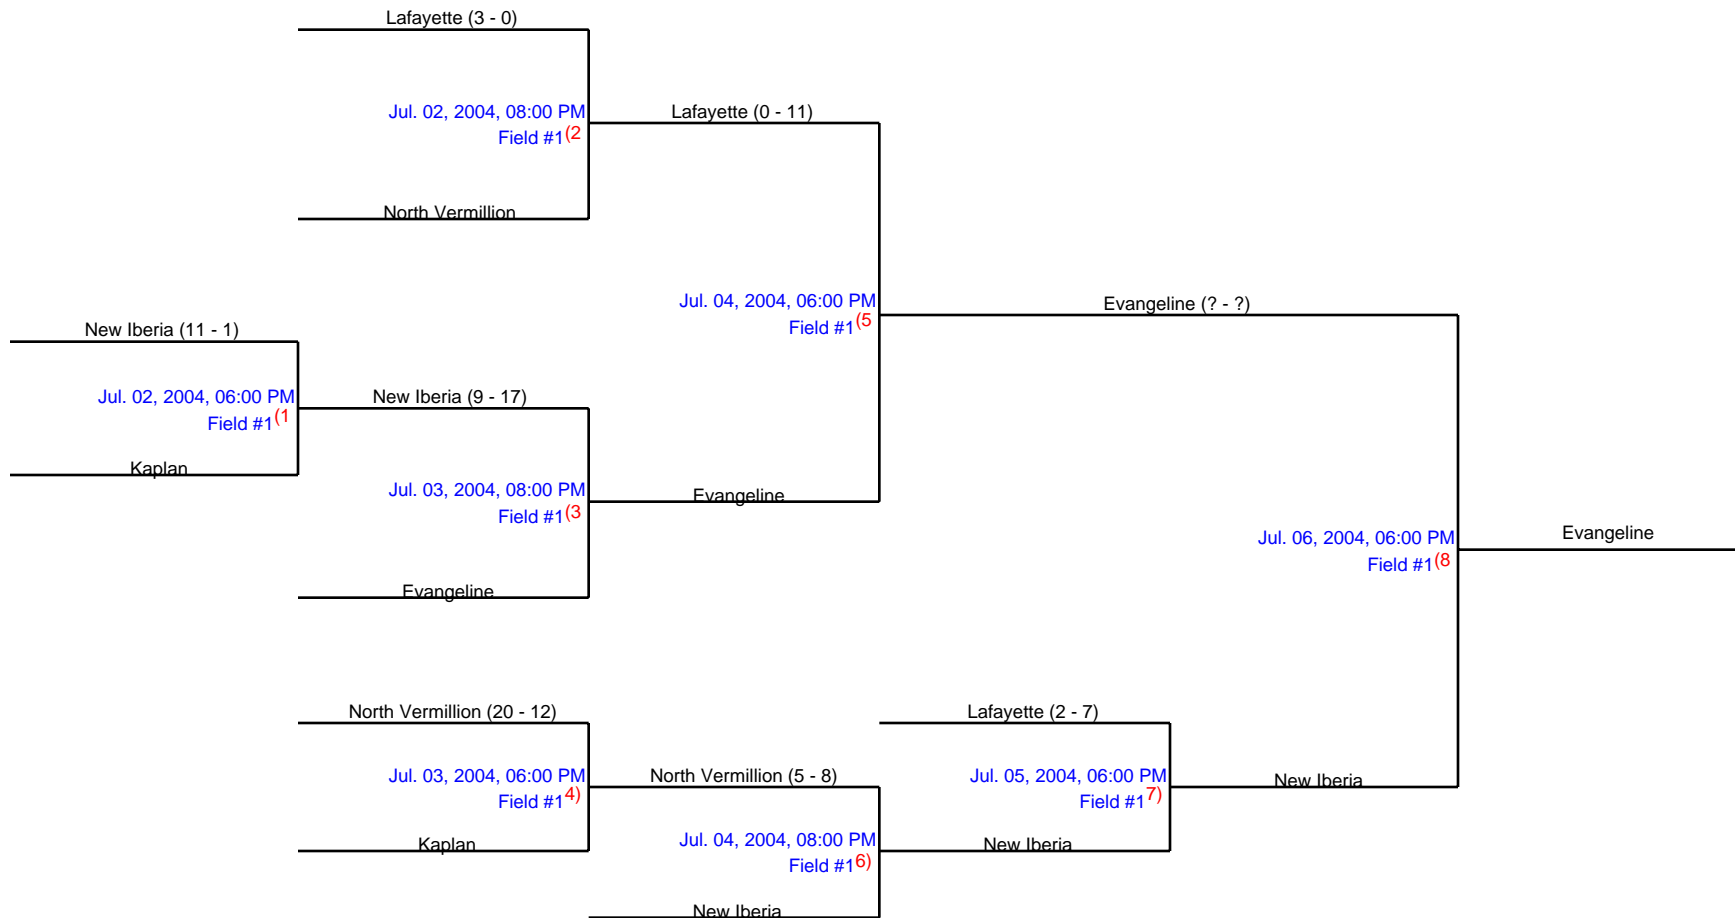 Lafayette (3 - 0)
Jul. 02, 2004, 08:00 PM
Field #1(2
Lafayette (0 - 11)
North Vermillion
Jul. 04, 2004, 06:00 PM
Field #1(5
Evangeline (? - ?)
New Iberia (11 - 1)
Jul. 02, 2004, 06:00 PM
Field #1(1
New Iberia (9 - 17)
Kaplan
Jul. 03, 2004, 08:00 PM
Field #1(3
Evangeline
Evangeline
Jul. 06, 2004, 06:00 PM
Field #1(8
Evangeline
North Vermillion (20 - 12)
Lafayette (2 - 7)
Jul. 03, 2004, 06:00 PM
Field #14)
North Vermillion (5 - 8)
Jul. 05, 2004, 06:00 PM
Field #17)
New Iberia
Kaplan
Jul. 04, 2004, 08:00 PM
Field #16)
New Iberia
New Iberia